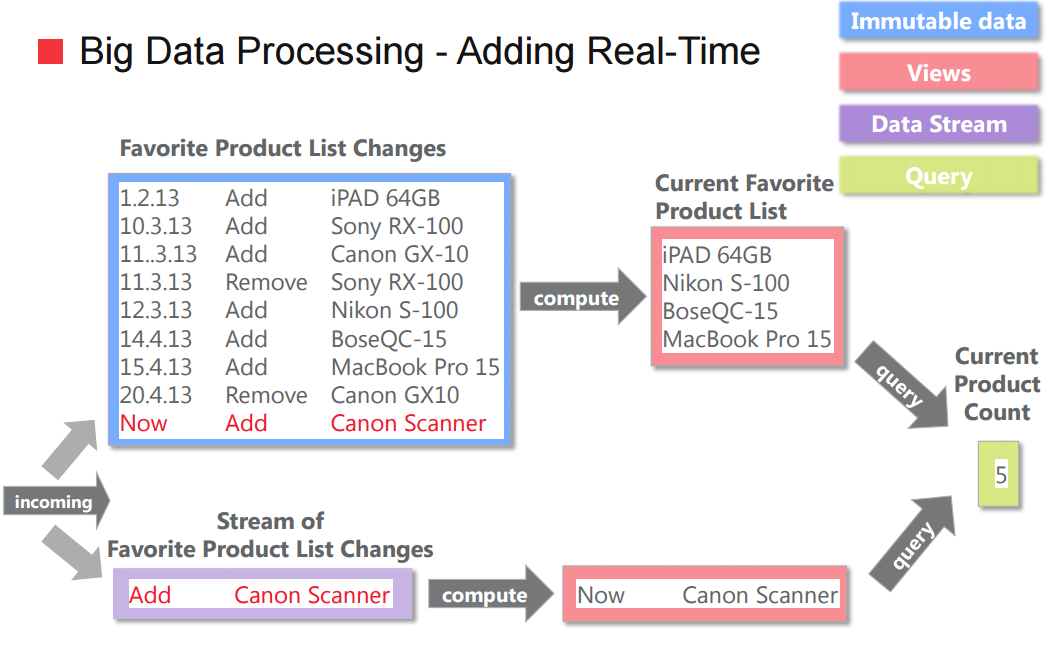 Big Data Processing - Adding Real-Time
Immutable data
Views
Data Stream
Query
Favorite Product List Changes
1.2.13 Add iPAD 64GB
10.3.13 Add Sony RX-100
11..3.13 Add Canon GX-10
11.3.13 Remove Sony RX-100
12.3.13 Add Nikon S-100
14.4.13 Add BoseQC-15
15.4.13 Add MacBook Pro 15
20.4.13 Remove Canon GX10
Now Add Canon Scanner
compute
Current Favorite
Product List
iPAD 64GB
Nikon S-100
BoseQC-15
MacBook Pro 15
query
Current
Product
Count
5
incoming
Stream of
Favorite Product List Changes
Add Canon Scanner
compute
Now Canon Scanner
query